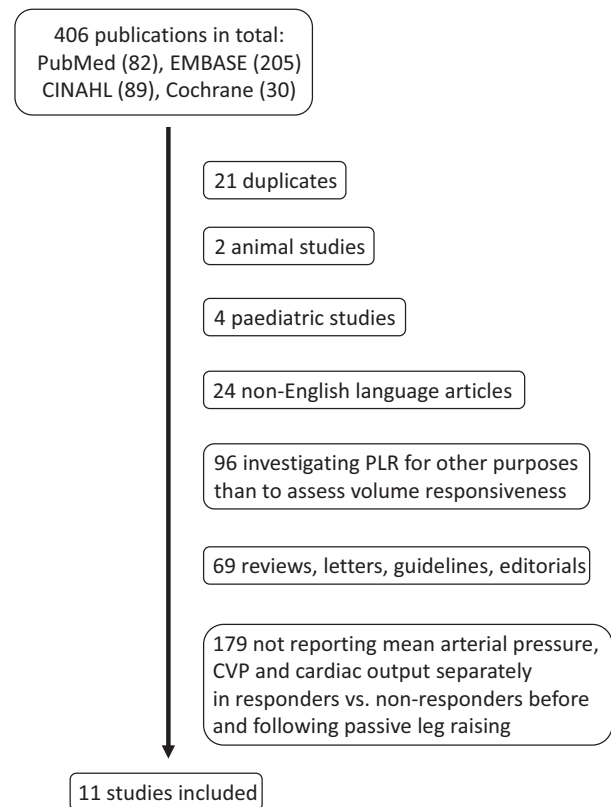 406 publications in total:
PubMed (82), EMBASE (205)
CINAHL (89), Cochrane (30)
21 duplicates
2 animal studies
4 paediatric studies
24 non-English language articles
96 investigating PLR for other purposes
than to assess volume responsiveness
69 reviews, letters, guidelines, editorials
179 not reporting mean arterial pressure,
CVP and cardiac output separately
in responders vs. non-responders before
and following passive leg raising
11 studies included